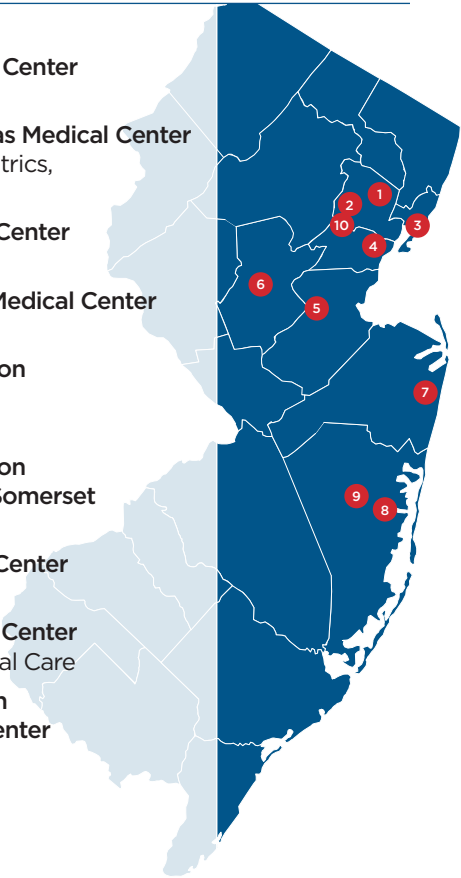 Center
as Medical Center
trics,
Center
Medical Center
on
on
Somerset
Center
Center
al Care
n
enter
1
2
10
3
4
6
5
7
9
8